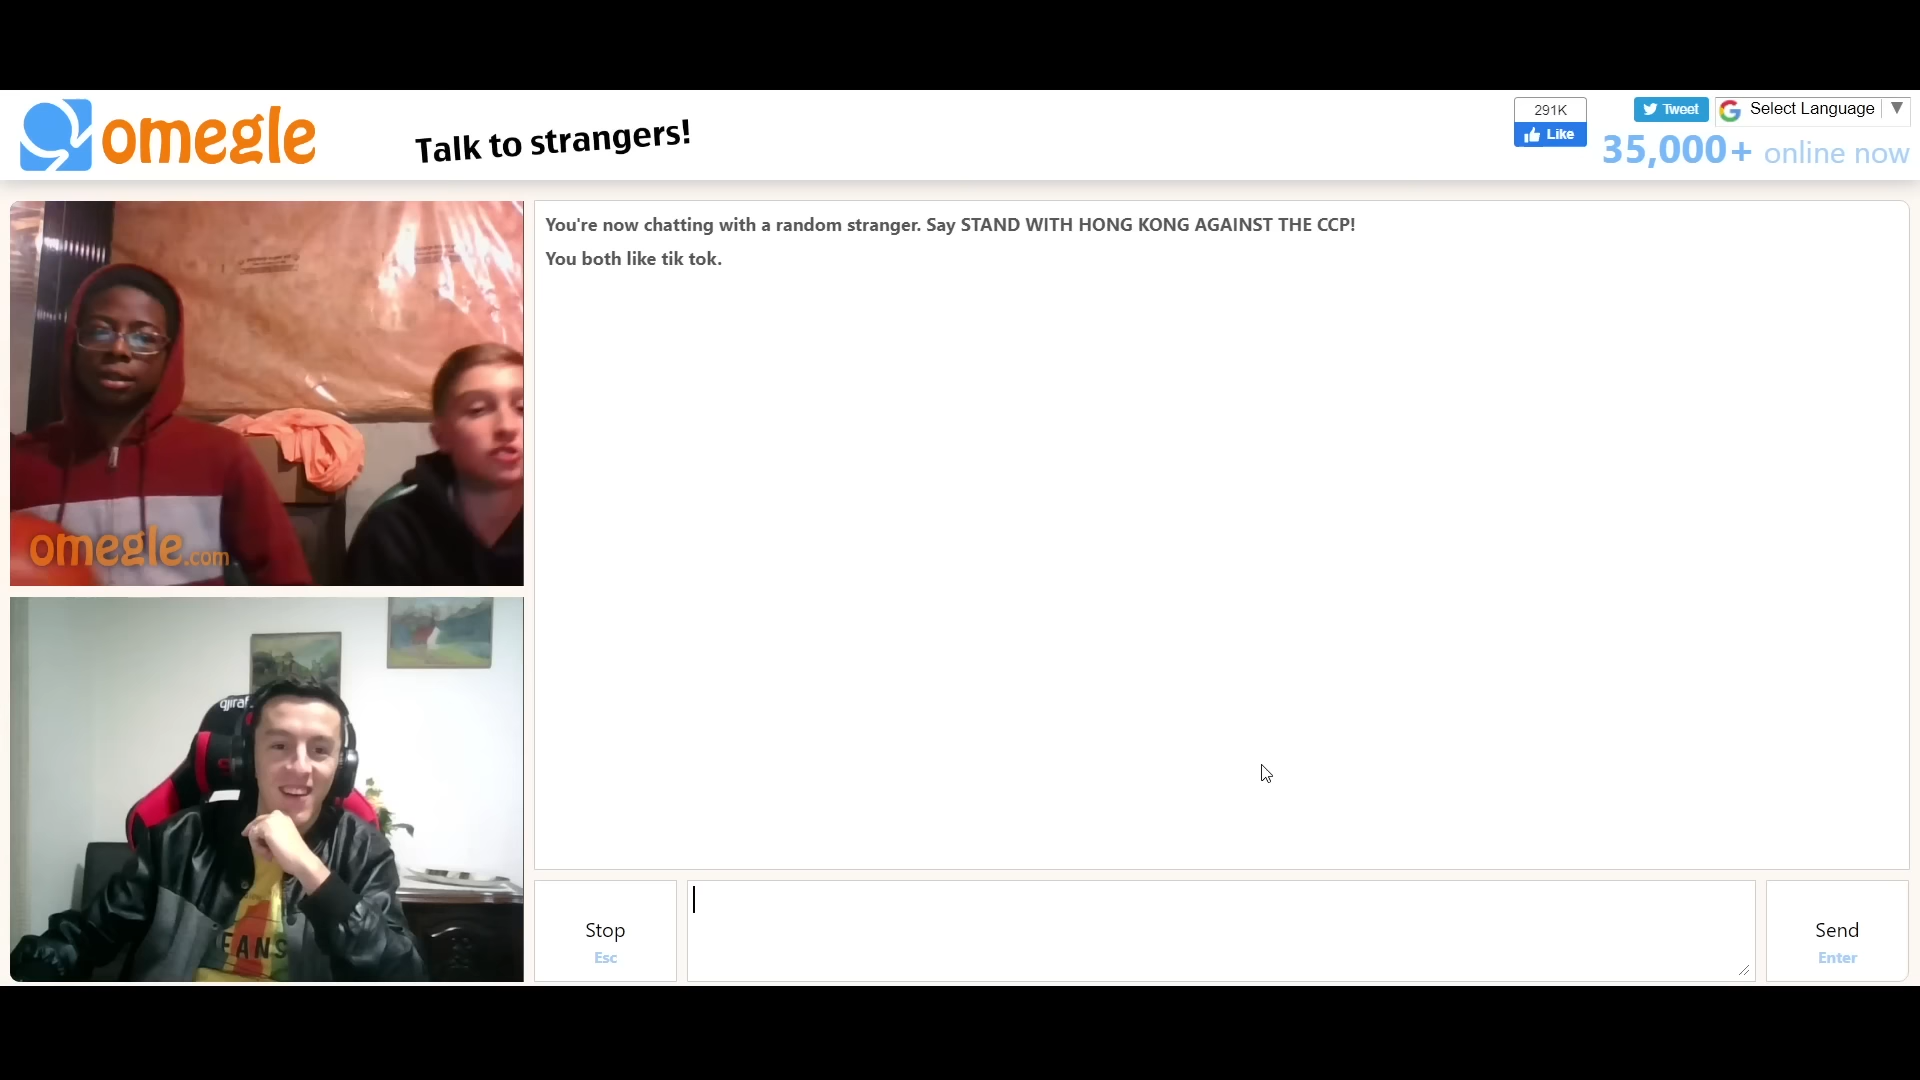 omegle
Talk to strangers!
291K
Like
Tweet
Select Language
35,000+ online now
You're now chatting with a random stranger. Say STAND WITH HONG KONG AGAINST THE CCP!
You both like tik tok.
omegle.com
EANS
Stop
Esc
Send
Enter